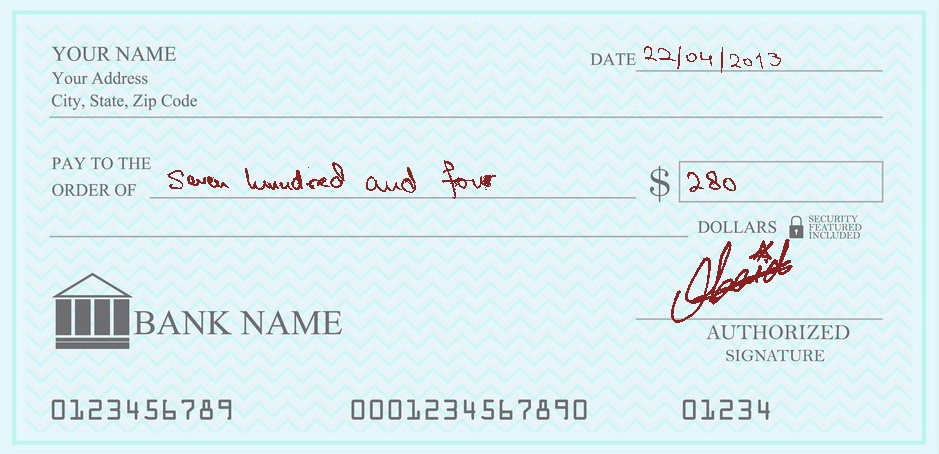 YOUR NAME
Your Address
City, State, Zip Code
DATE 22/04/2013
PAY TO THE
ORDER OF Seven hundred and four
$ 280
DOLLARS
SECURITY
FEATURED
INCLUDED
BANK NAME
AUTHORIZED
SIGNATURE
0123456789 0001234567890 01234